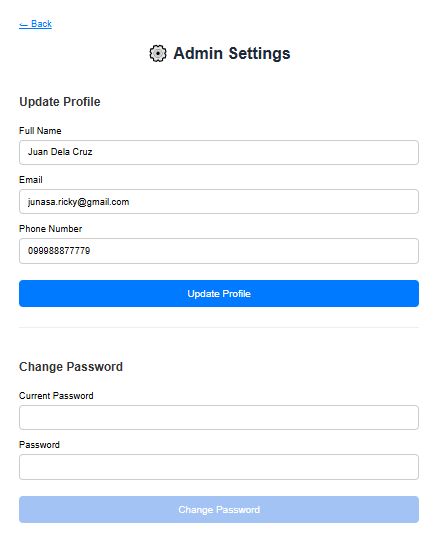 ← Back
Admin Settings
Update Profile
Full Name
Juan Dela Cruz
Email
junasa.ricky@gmail.com
Phone Number
099988877779
Update Profile
Change Password
Current Password
Password
Change Password